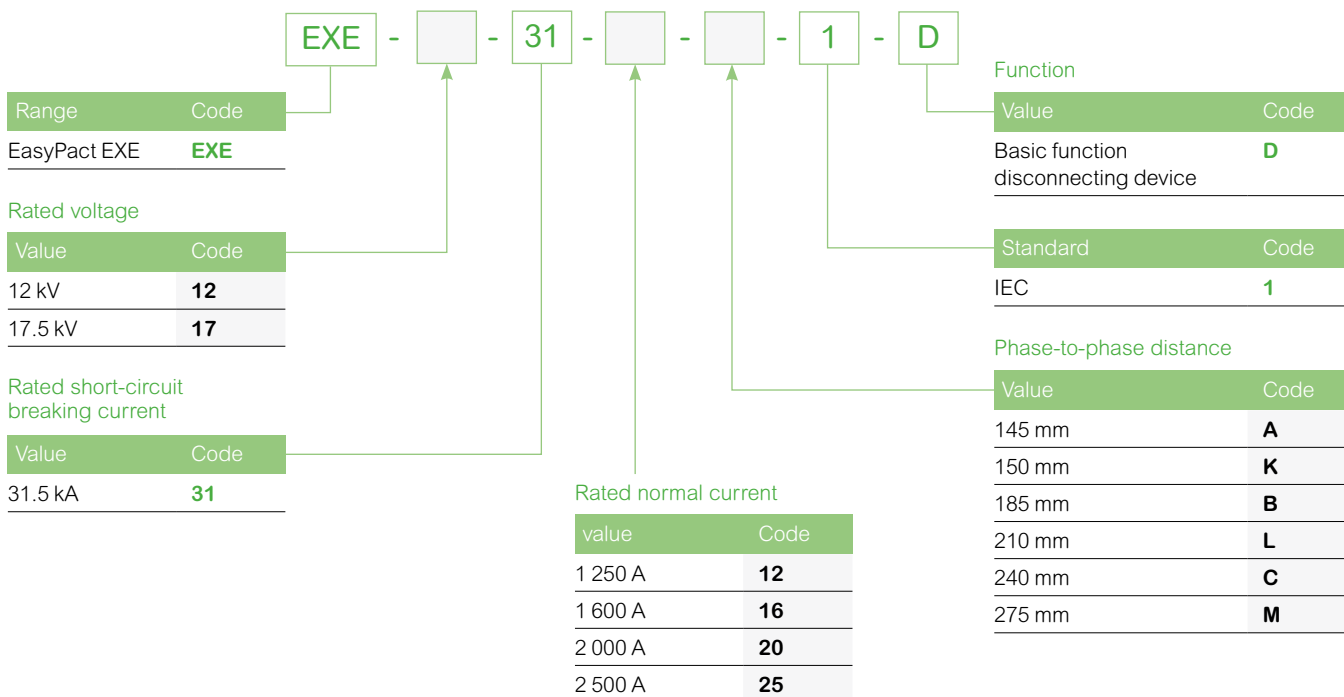 EXE - - 31 - - - 1 - D
Range Code
EasyPact EXE EXE
Rated voltage
Value Code
12 kV 12
17.5 kV 17
Rated short-circuit
breaking current
Value Code
31.5 kA 31
Rated normal current
value Code
1 250 A 12
1 600 A 16
2 000 A 20
2 500 A 25
Function
Value Code
Basic function D
disconnecting device
Standard Code
IEC 1
Phase-to-phase distance
Value Code
145 mm A
150 mm K
185 mm B
210 mm L
240 mm C
275 mm M